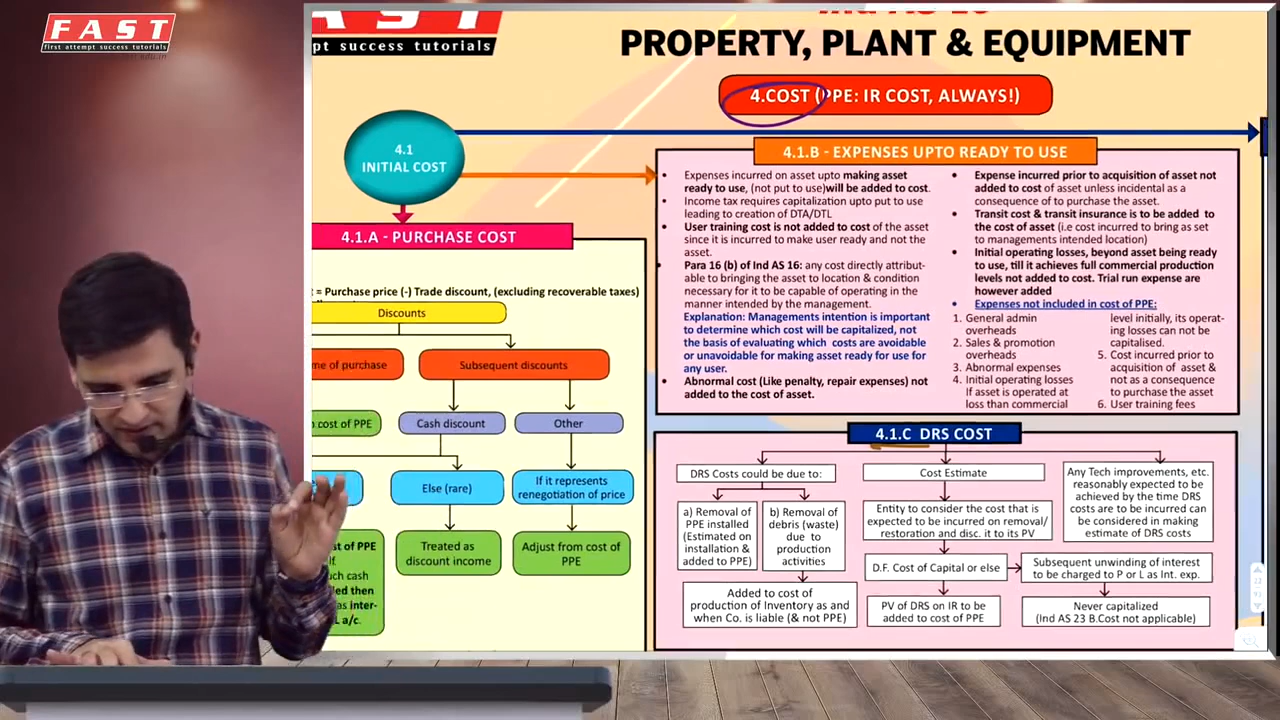 FAST
first attempt success tutorials
pt success tutorials
PROPERTY, PLANT & EQUIPMENT
4.COST (PPE: IR COST, ALWAYS!)
4.1
INITIAL COST
4.1.A - PURCHASE COST
t = Purchase price (-) Trade discount, (excluding recoverable taxes)
Discounts
me of purchase
Subsequent discounts
cost of PPE
Cash discount
Other
Else (rare)
If it represents
renegotiation of price
ost of PPE
If
uch cash
led then
as inter-
L a/c.
Treated as
discount income
Adjust from cost of
PPE
4.1.B - EXPENSES UPTO READY TO USE
Expenses incurred on asset upto making asset
ready to use, (not put to use)will be added to cost.
Income tax requires capitalization upto put to use
leading to creation of DTA/DTL
User training cost is not added to cost of the asset
since it is incurred to make user ready and not the
asset.
Para 16 (b) of Ind AS 16: any cost directly attribut-
able to bringing the asset to location & condition
necessary for it to be capable of operating in the
manner intended by the management.
Explanation: Managements intention is important
to determine which cost will be capitalized, not
the basis of evaluating which costs are avoidable
or unavoidable for making asset ready for use for
any user.
Abnormal cost (Like penalty, repair expenses) not
added to the cost of asset.
Expense incurred prior to acquisition of asset not
added to cost of asset unless incidental as a
consequence of to purchase the asset.
Transit cost & transit insurance is to be added to
the cost of asset (i.e cost incurred to bring as set
to managements intended location)
Initial operating losses, beyond asset being ready
to use, till it achieves full commercial production
levels not added to cost. Trial run expense are
however added
Expenses not included in cost of PPE:
1. General admin
overheads
2. Sales & promotion
overheads
3. Abnormal expenses
4. Initial operating losses
If asset is operated at
loss than commercial
level initially, its operat-
ing losses can not be
capitalised.
5. Cost incurred prior to
acquisition of asset &
not as a consequence
to purchase the asset
6. User training fees
4.1.C DRS COST
DRS Costs could be due to:
a) Removal of
PPE installed
(Estimated on
installation &
added to PPE)
b) Removal of
debris (waste)
due to
production
activities
Added to cost of
production of Inventory as and
when Co. is liable (& not PPE)
Cost Estimate
Entity to consider the cost that is
expected to be incurred on removal/
restoration and disc. it to its PV
D.F. Cost of Capital or else
PV of DRS on IR to be
added to cost of PPE
Any Tech improvements, etc.
reasonably expected to be
achieved by the time DRS
costs are to be incurred can
be considered in making
estimate of DRS costs
Subsequent unwinding of interest
to be charged to P or L as Int. exp.
Never capitalized
(Ind AS 23 B.Cost not applicable)